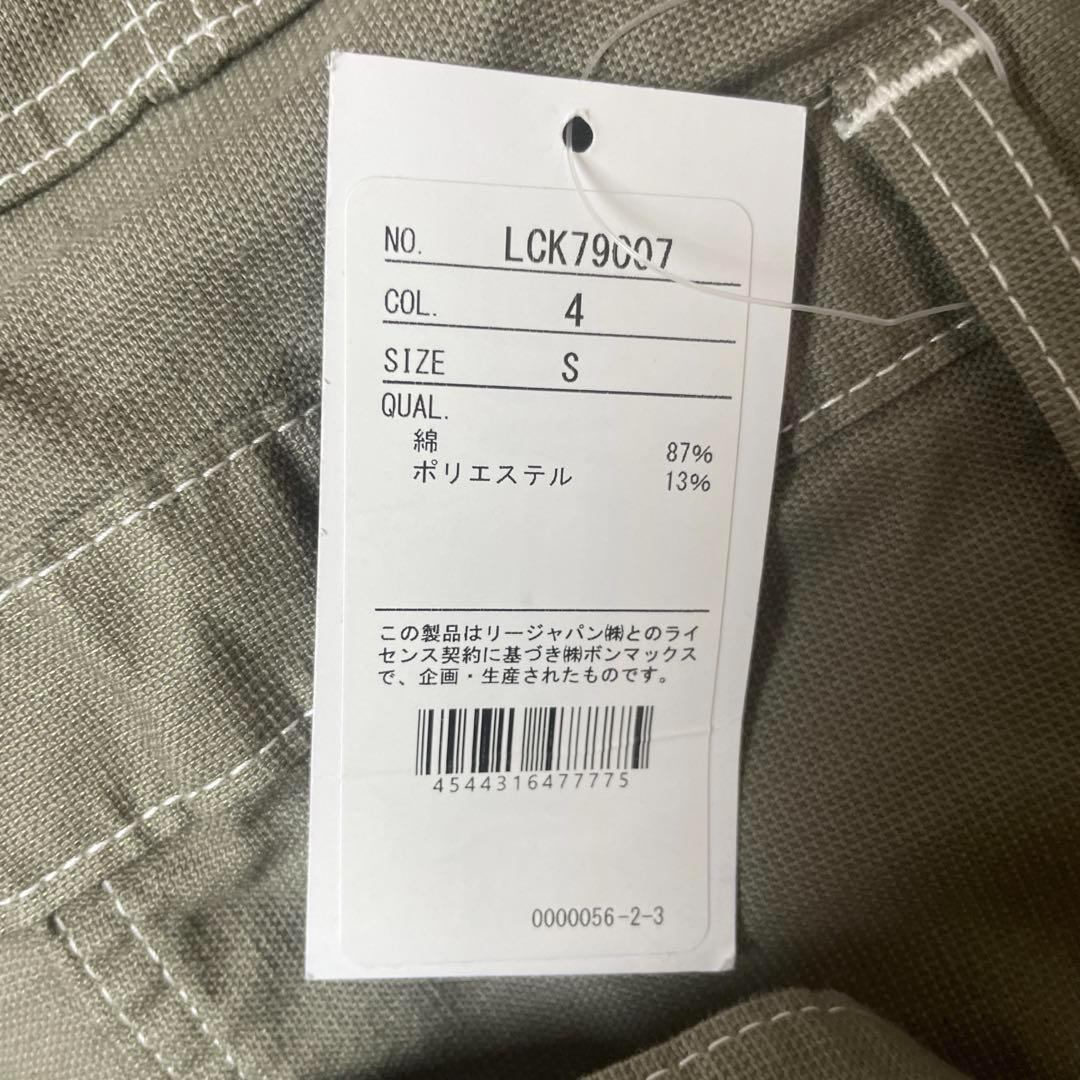 NO. LCK79007
COL. 4
SIZE S
QUAL.
綿 87%
ポリエステル 13%
この製品はリージャパン㈱とのライ
センス契約に基づき㈱ボンマックス
で、企画・生産されたものです。
4544316477775
0000056-2-3